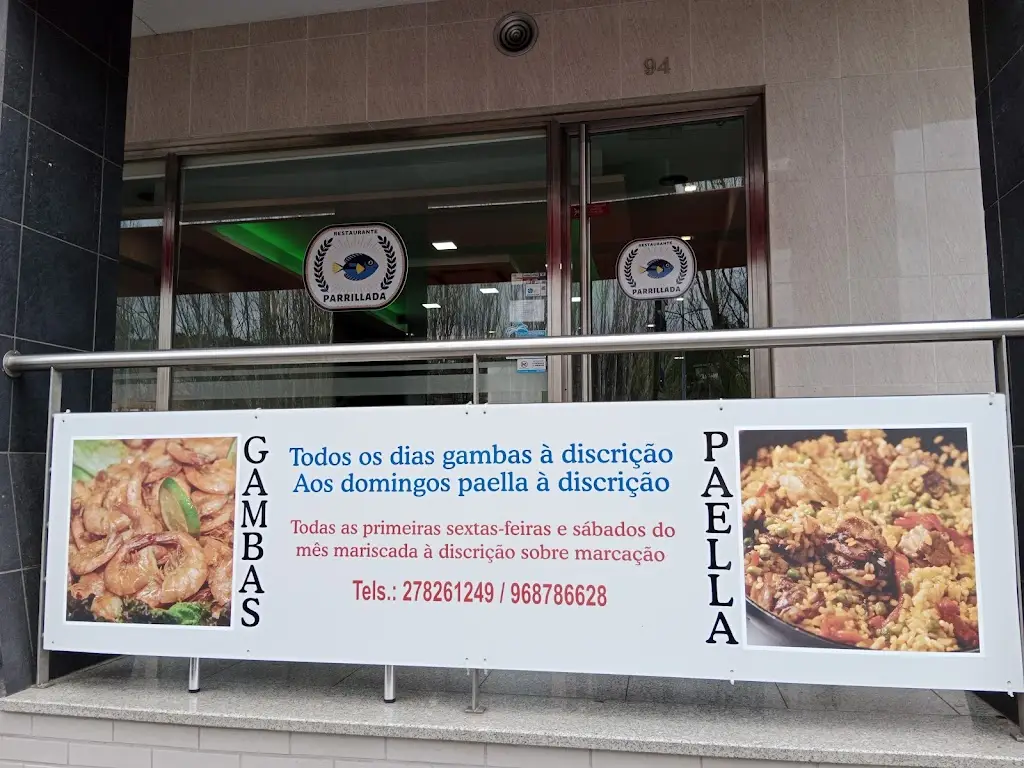 94
RESTAURANTE
PARRILLADA
RESTAURANTE
PARRILLADA
GAMBAS
Todos os dias gambas à discrição
Aos domingos paella à discrição
Todas as primeiras sextas-feiras e sábados do
mês mariscada à discrição sobre marcação
Tels.: 278261249 / 968786628
PAELLA